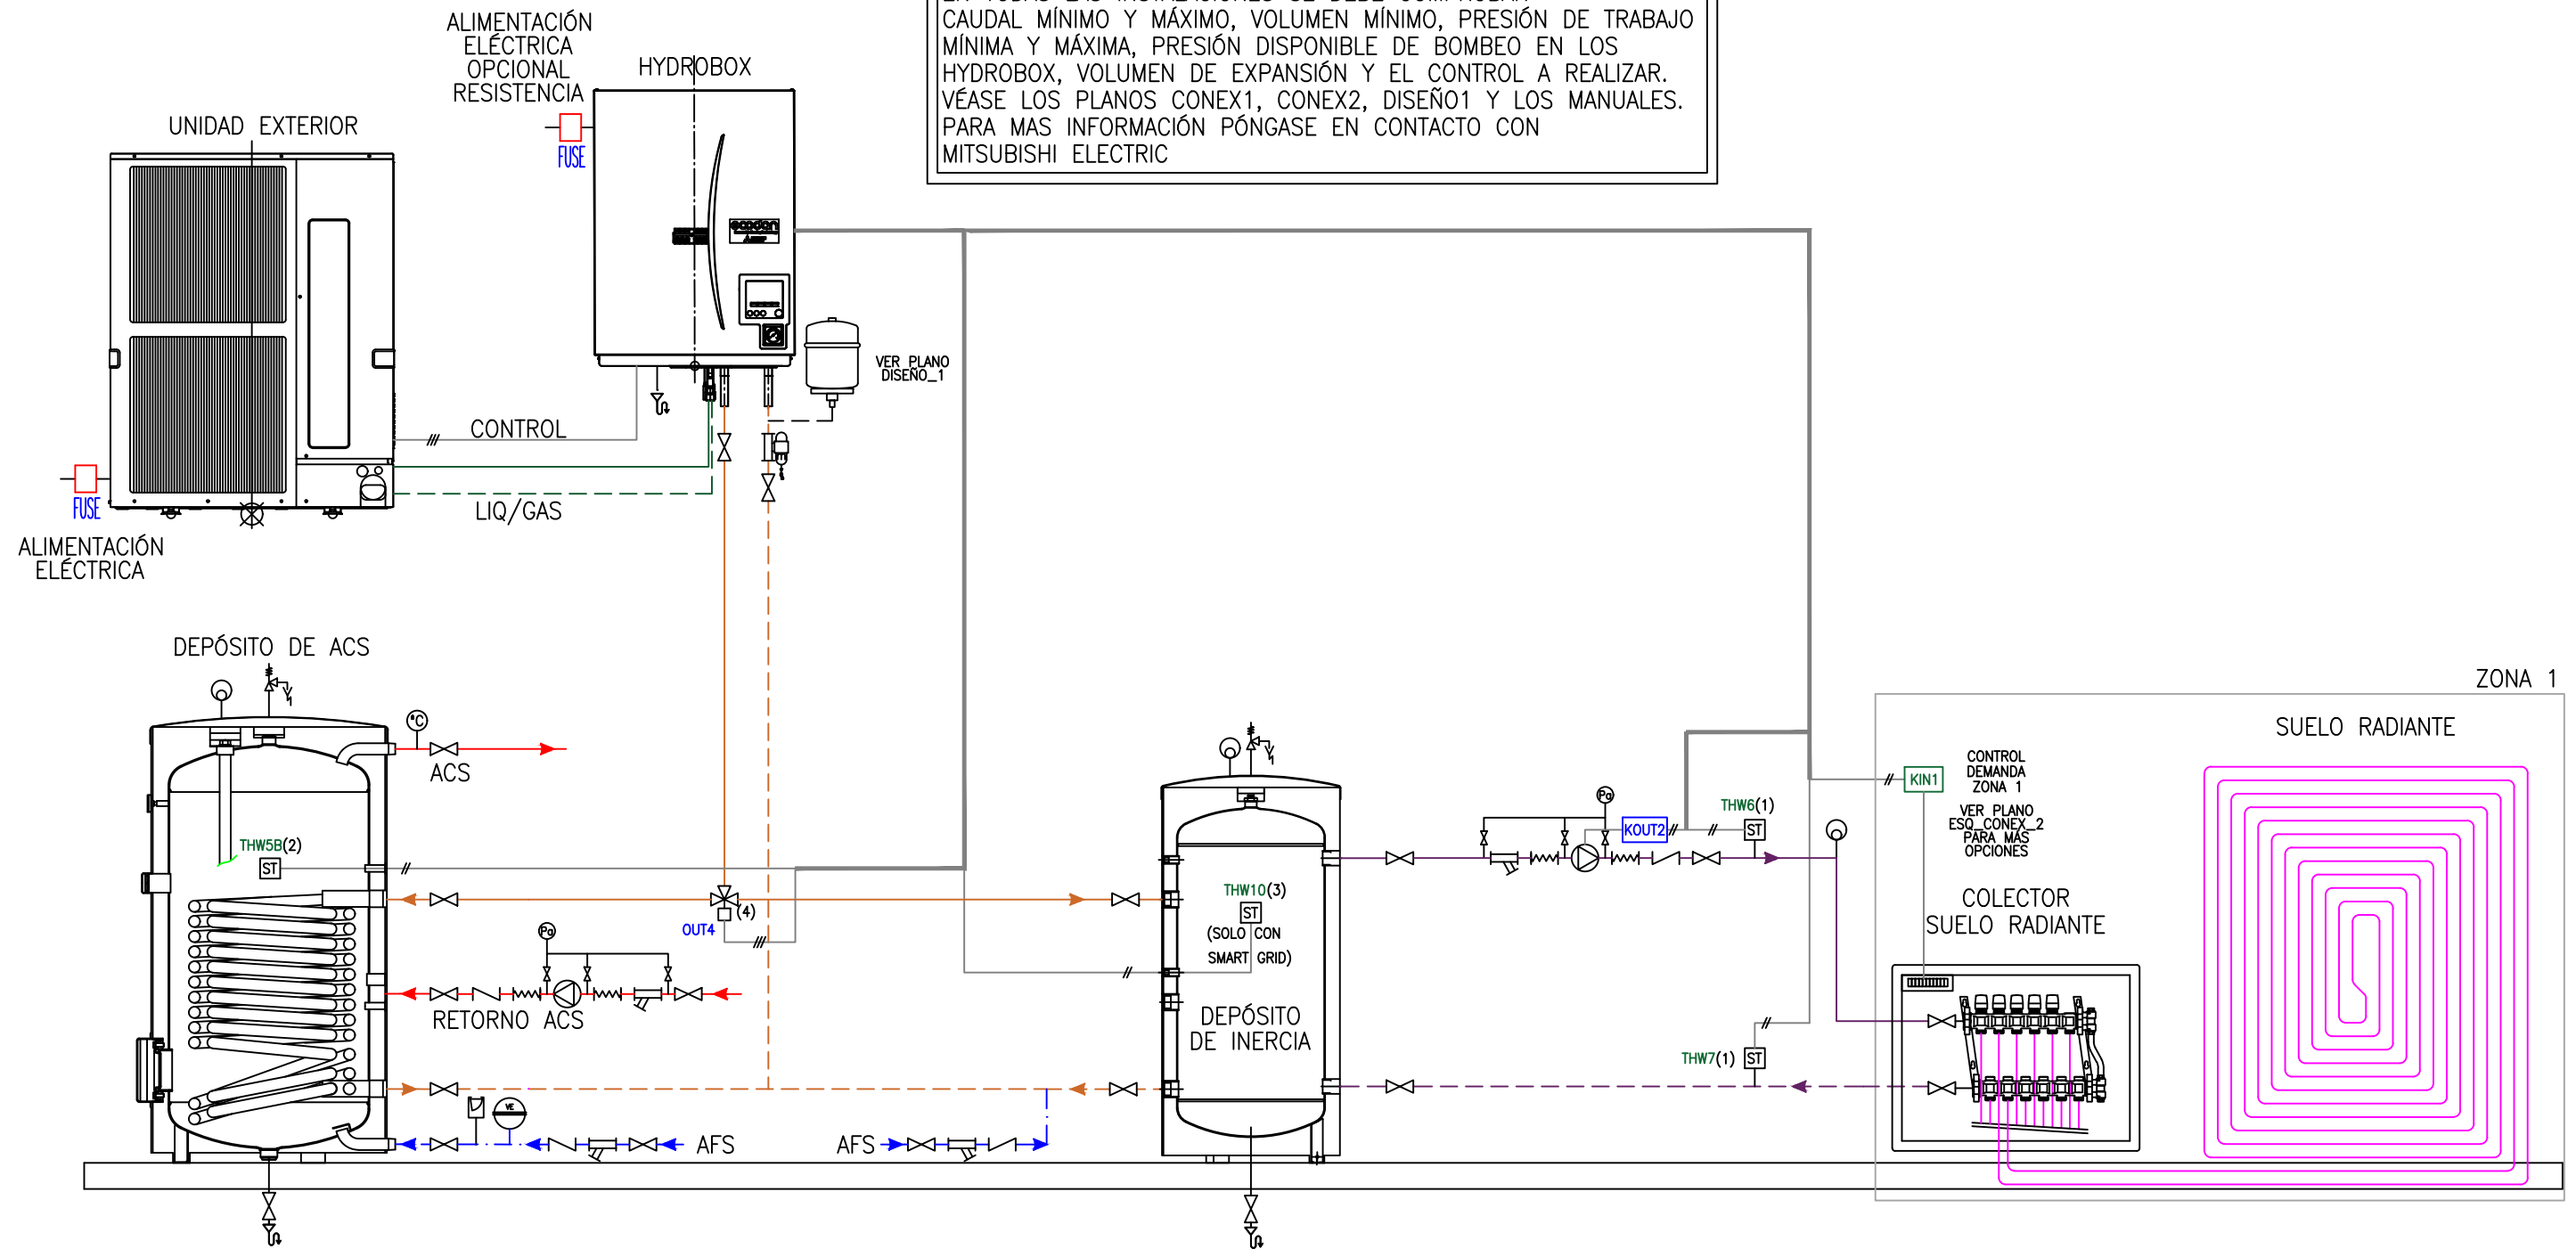 CAUDAL MÍNIMO Y MÁXIMO, VOLUMEN MÍNIMO, PRESIÓN DE TRABAJO
MÍNIMA Y MÁXIMA, PRESIÓN DISPONIBLE DE BOMBEO EN LOS
HYDROBOX, VOLUMEN DE EXPANSIÓN Y EL CONTROL A REALIZAR.
VÉASE LOS PLANOS CONEX1, CONEX2, DISEÑO1 Y LOS MANUALES.
PARA MAS INFORMACIÓN PÓNGASE EN CONTACTO CON
MITSUBISHI ELECTRIC
ALIMENTACIÓN
ELÉCTRICA
OPCIONAL
RESISTENCIA
HYDROBOX
FUSE
UNIDAD EXTERIOR
ecodan
VER PLANO
DISEÑO_1
CONTROL
LIQ/GAS
FUSE
ALIMENTACIÓN
ELÉCTRICA
DEPÓSITO DE ACS
°C
ACS
THW5B(2)
ST
(4)
OUT4
Pa
RETORNO ACS
VE
AFS
AFS
THW10(3)
ST
(SOLO CON
SMART GRID)
DEPÓSITO
DE INERCIA
Pa
KOUT2
THW6(1)
ST
THW7(1)
ST
ZONA 1
SUELO RADIANTE
KIN1
CONTROL
DEMANDA
ZONA 1
VER PLANO
ESQ_CONEX_2
PARA MAS
OPCIONES
COLECTOR
SUELO RADIANTE